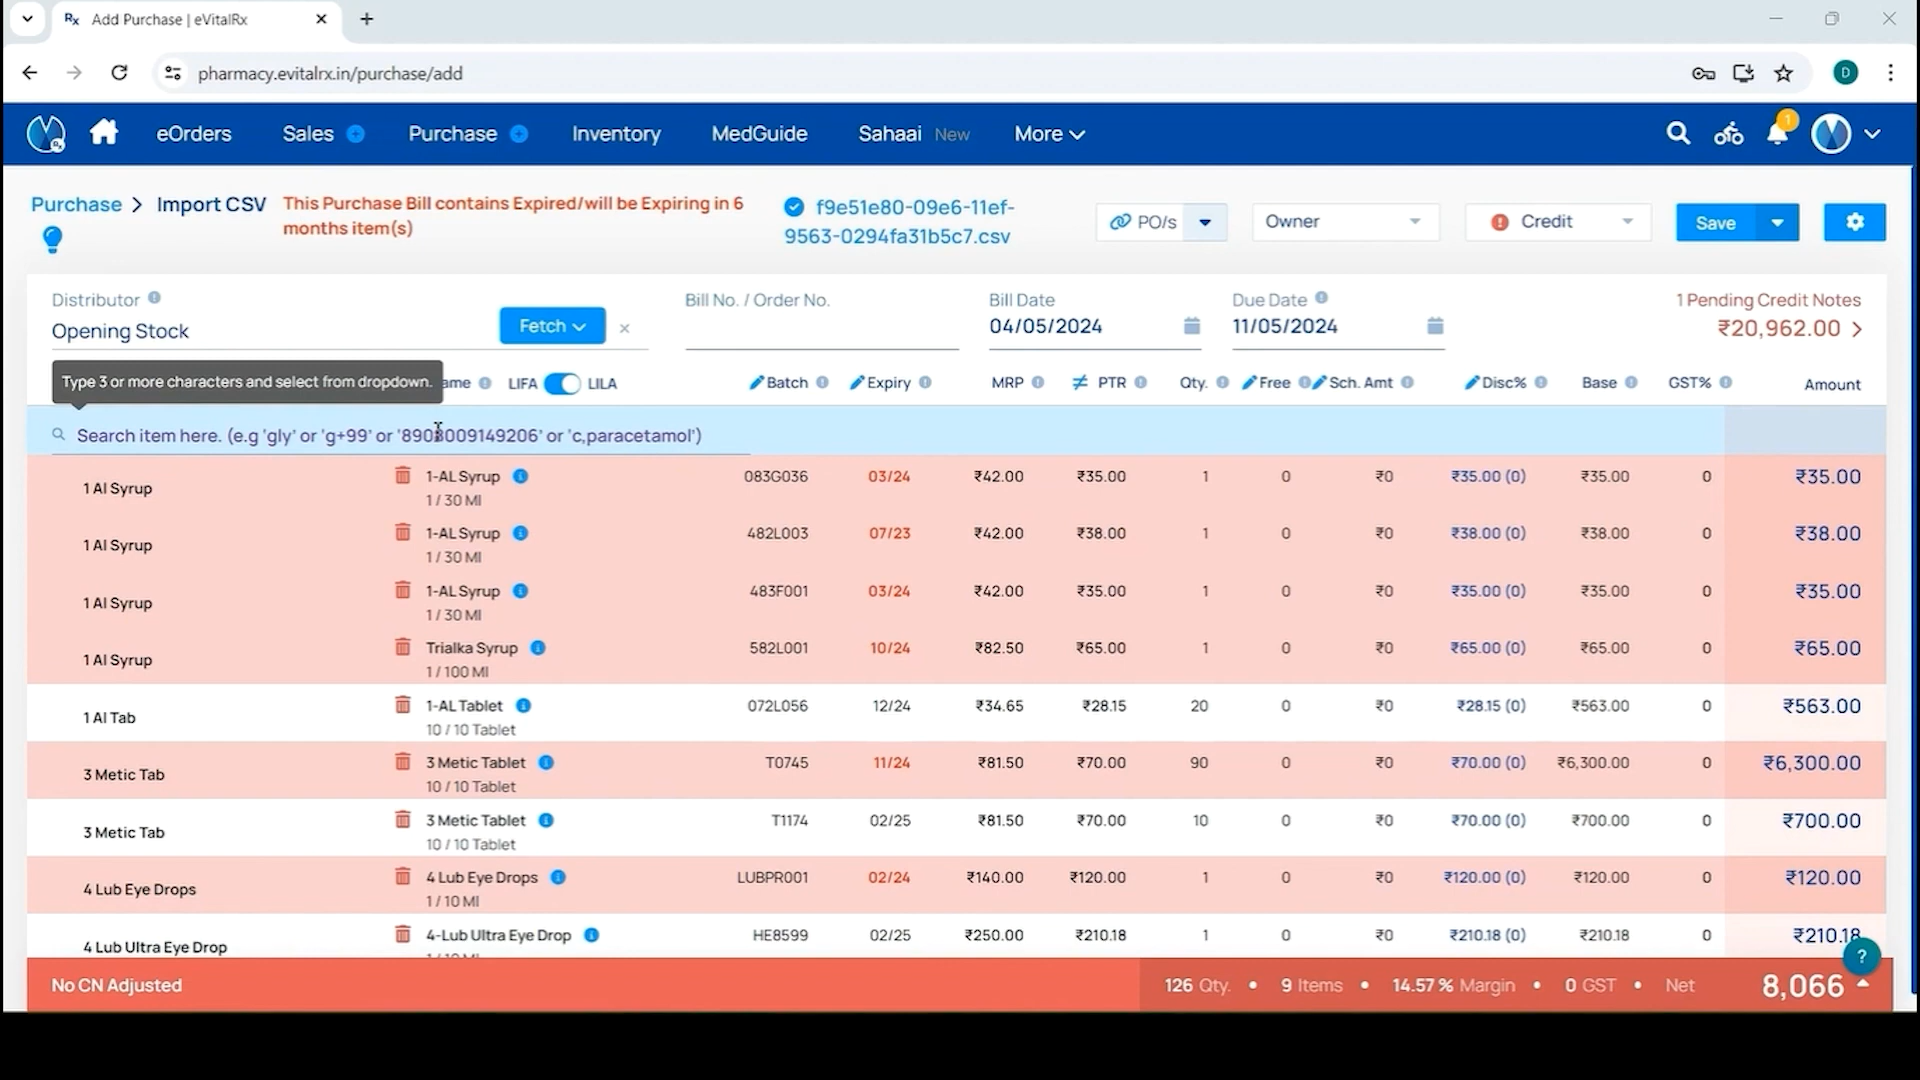 Add Purchase | eVitalRx
pharmacy.evitalrx.in/purchase/add
D
eOrders Sales Purchase Inventory MedGuide Sahaai New More
1
Purchase > Import CSV
This Purchase Bill contains Expired/will be Expiring in 6
months item(s)
f9e51e80-09e6-11ef-
9563-0294fa31b5c7.csv
PO/s
Owner
Credit
Save
Distributor
Opening Stock
Fetch
Bill No. / Order No.
Bill Date
04/05/2024
Due Date
11/05/2024
1 Pending Credit Notes
₹20,962.00 >
Type 3 or more characters and select from dropdown.
ame LIFA LILA Batch Expiry MRP PTR Qty. Free Sch. Amt Disc% Base GST% Amount
Search item here. (e.g 'gly' or 'g+99' or '8908009149206' or 'c,paracetamol')
1 Al Syrup 1-AL Syrup 083G036 03/24 ₹42.00 ₹35.00 1 0 ₹0 ₹35.00 (0) ₹35.00 0 ₹35.00
1 / 30 Ml
1 Al Syrup 1-AL Syrup 482L003 07/23 ₹42.00 ₹38.00 1 0 ₹0 ₹38.00 (0) ₹38.00 0 ₹38.00
1 / 30 Ml
1 Al Syrup 1-AL Syrup 483F001 03/24 ₹42.00 ₹35.00 1 0 ₹0 ₹35.00 (0) ₹35.00 0 ₹35.00
1 / 30 Ml
1 Al Syrup Trialka Syrup 582L001 10/24 ₹82.50 ₹65.00 1 0 ₹0 ₹65.00 (0) ₹65.00 0 ₹65.00
1 / 100 Ml
1 Al Tab 1-AL Tablet 072L056 12/24 ₹34.65 ₹28.15 20 0 ₹0 ₹28.15 (0) ₹563.00 0 ₹563.00
10 / 10 Tablet
3 Metic Tab 3 Metic Tablet T0745 11/24 ₹81.50 ₹70.00 90 0 ₹0 ₹70.00 (0) ₹6,300.00 0 ₹6,300.00
10 / 10 Tablet
3 Metic Tab 3 Metic Tablet T1174 02/25 ₹81.50 ₹70.00 10 0 ₹0 ₹70.00 (0) ₹700.00 0 ₹700.00
10 / 10 Tablet
4 Lub Eye Drops 4 Lub Eye Drops LUBPR001 02/24 ₹140.00 ₹120.00 1 0 ₹0 ₹120.00 (0) ₹120.00 0 ₹120.00
1 / 10 Ml
4 Lub Ultra Eye Drop 4-Lub Ultra Eye Drop HE8599 02/25 ₹250.00 ₹210.18 1 0 ₹0 ₹210.18 (0) ₹210.18 0 ₹210.18
?
No CN Adjusted 126 Qty. • 9 Items • 14.57 % Margin • 0 GST • Net 8,066